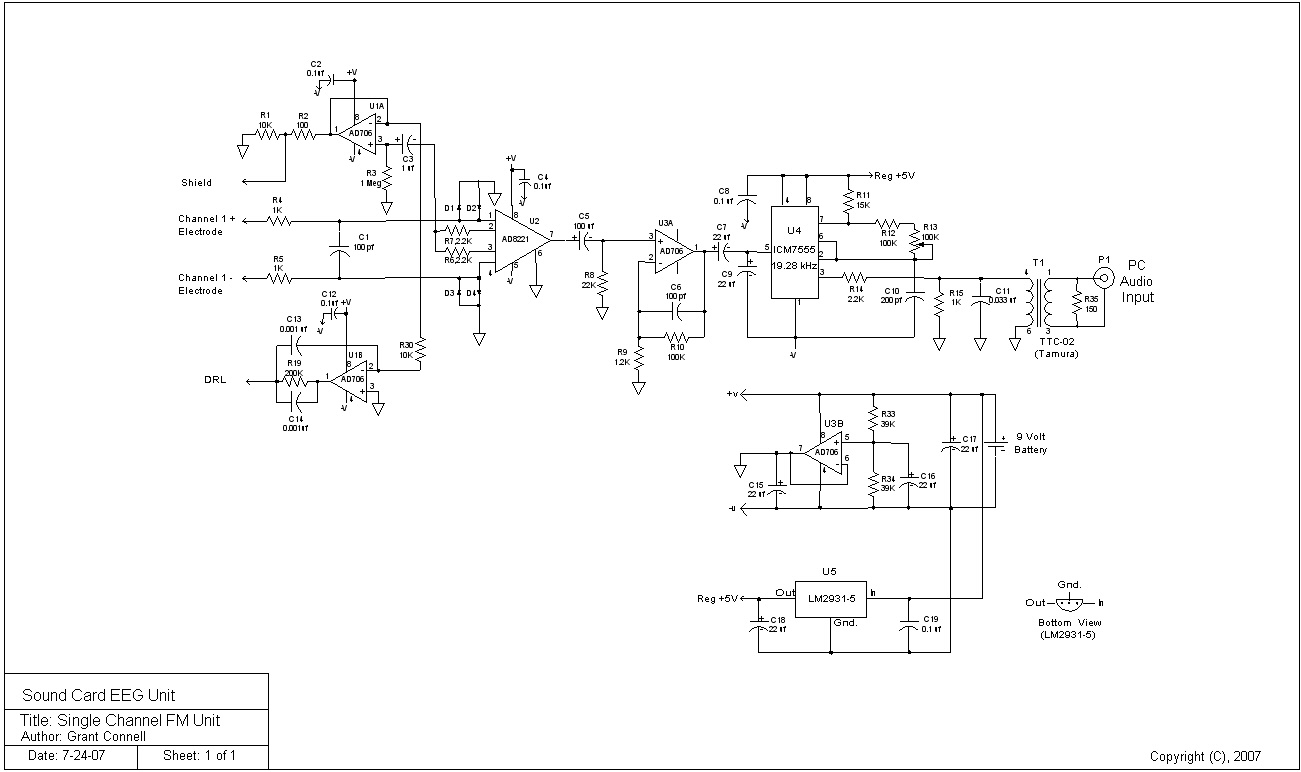 C2
0.1uf
+V
-V
U1A
R1
10K
R2
100
1
8
2
AD706
3
4
-V
+ -
C3
1 uf
R3
1 Meg
Shield
R4
1K
Channel 1 +
Electrode
C1
100pf
R5
1K
Channel 1 -
Electrode
+V
C4
0.1uf
-V
D1 D2
U2
R7,2.2K
R6,2.2K
1
2
3
8
AD8221
7
6
5
-V
D3 D4
C5
100 uf
+ -
R8
22K
U3A
3
2
AD706
1
C6
100pf
R10
100K
R9
1.2K
C7
22 uf
+ -
C8
0.1 uf
-V
C9
22 uf
Reg +5V
4 8
U4
ICM7555
19.28 kHz
5
7
6
2
3
1
-V
R11
15K
R12
100K
R13
100K
R14
2.2K
C10
200pf
R15
1K
C11
0.033 uf
T1
4
1
6
3
TTC-02
(Tamura)
R35
150
P1
PC
Audio
Input
C12
0.1uf
+V
-V
C13
0.001 uf
R19
200K
C14
0.001uf
DRL
U1B
8
1
2
3
4
AD706
-V
R30
10K
+v
U3B
8
7
5
6
AD706
4
R33
39K
R34
39K
C15
22 uf
C16
22 uf
C17
22 uf
9 Volt
Battery
-v
U5
Reg +5V
Out
LM2931-5
In
Gnd.
C18
22 uf
C19
0.1 uf
Gnd.
Out
In
Bottom View
(LM2931-5)
Sound Card EEG Unit
Title: Single Channel FM Unit
Author: Grant Connell
Date: 7-24-07
Sheet: 1 of 1
Copyright (C), 2007